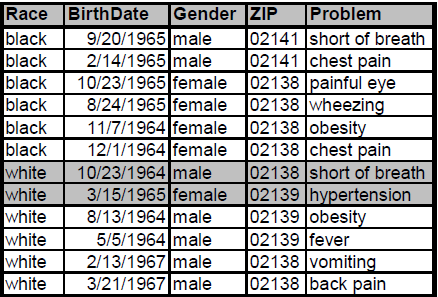 Race BirthDate Gender ZIP Problem
black 9/20/1965 male 02141 short of breath
black 2/14/1965 male 02141 chest pain
black 10/23/1965 female 02138 painful eye
black 8/24/1965 female 02138 wheezing
black 11/7/1964 female 02138 obesity
black 12/1/1964 female 02138 chest pain
white 10/23/1964 male 02138 short of breath
white 3/15/1965 female 02139 hypertension
white 8/13/1964 male 02139 obesity
white 5/5/1964 male 02139 fever
white 2/13/1967 male 02138 vomiting
white 3/21/1967 male 02138 back pain